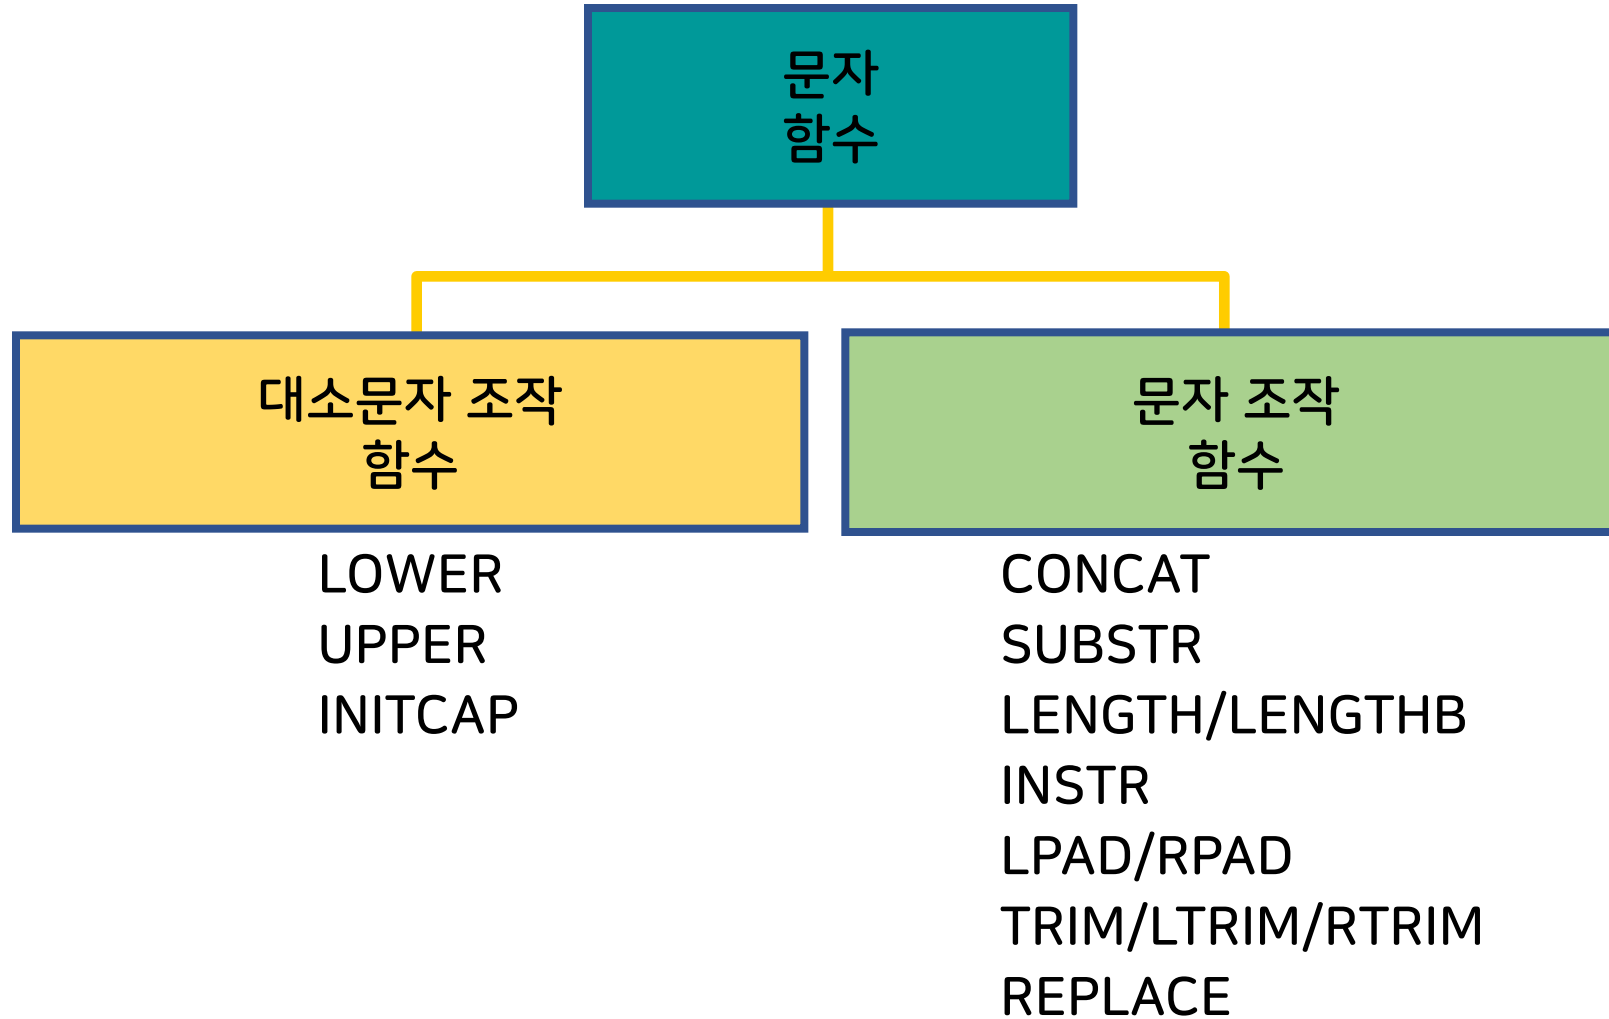 문자
함수
대소문자 조작
함수
LOWER
UPPER
INITCAP
문자 조작
함수
CONCAT
SUBSTR
LENGTH/LENGTHB
INSTR
LPAD/RPAD
TRIM/LTRIM/RTRIM
REPLACE